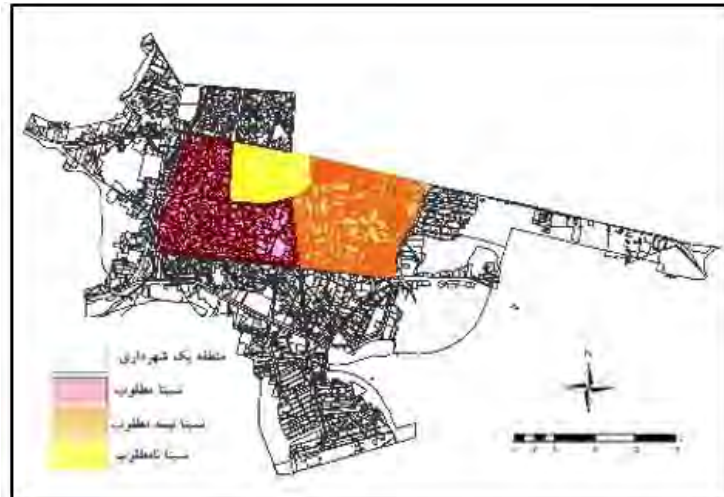 منطقه یک شهرداری
نسبتا مطلوب
نسبتا نیمه مطلوب
نسبتا نامطلوب